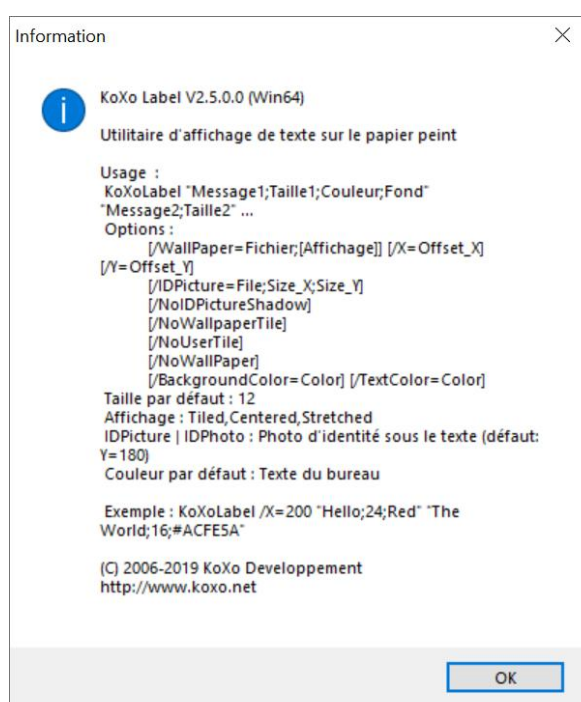 Information
KoXo Label V2.5.0.0 (Win64)
Utilitaire d'affichage de texte sur le papier peint
Usage :
KoXoLabel "Message1;Taille1;Couleur;Fond"
"Message2;Taille2" ...
Options :
[/WallPaper=Fichier;[Affichage]] [/X=Offset_X]
[/Y=Offset_Y]
[/IDPicture=File;Size_X;Size_Y]
[/NoIDPictureShadow]
[/NoWallpaperTile]
[/NoUserTile]
[/NoWallPaper]
[/BackgroundColor=Color] [/TextColor=Color]
Taille par défaut : 12
Affichage : Tiled,Centered,Stretched
IDPicture | IDPhoto : Photo d'identité sous le texte (défaut:
Y=180)
Couleur par défaut : Texte du bureau
Exemple : KoXoLabel /X=200 "Hello;24;Red" "The
World;16;#ACFE5A"
(C) 2006-2019 KoXo Developpement
http://www.koxo.net
OK